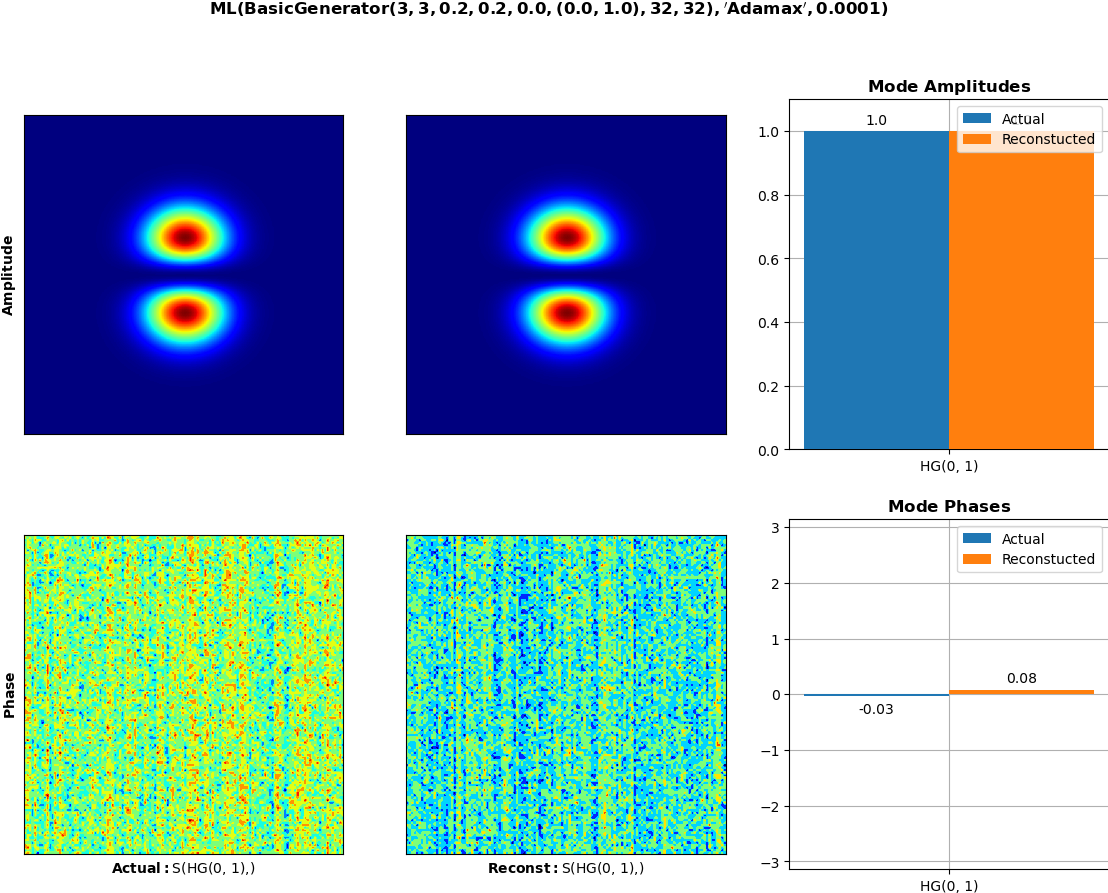 ML(BasicGenerator(3, 3, 0.2, 0.2, 0.0, (0.0, 1.0), 32, 32), ′Adamax′, 0.0001)
Amplitude
Mode Amplitudes
1.0
Actual
Reconstucted
1.0
0.8
0.6
0.4
0.2
0.0
HG(0, 1)
Phase
Actual: S(HG(0, 1),)
Reconst: S(HG(0, 1),)
Mode Phases
Actual
Reconstucted
3
2
1
0
−1
−2
−3
-0.03
0.08
HG(0, 1)